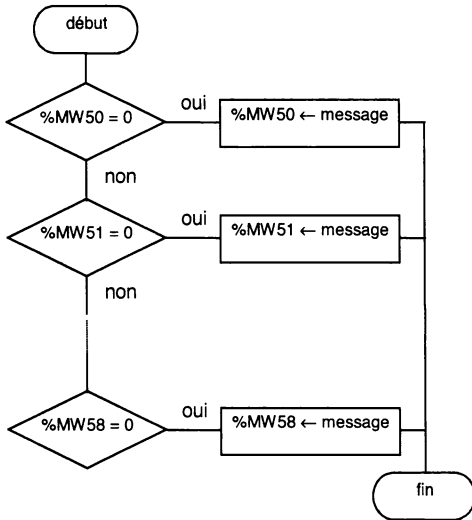 début
%MW50 = 0
oui
%MW50 ← message
non
%MW51 = 0
oui
%MW51 ← message
non
%MW58 = 0
oui
%MW58 ← message
fin